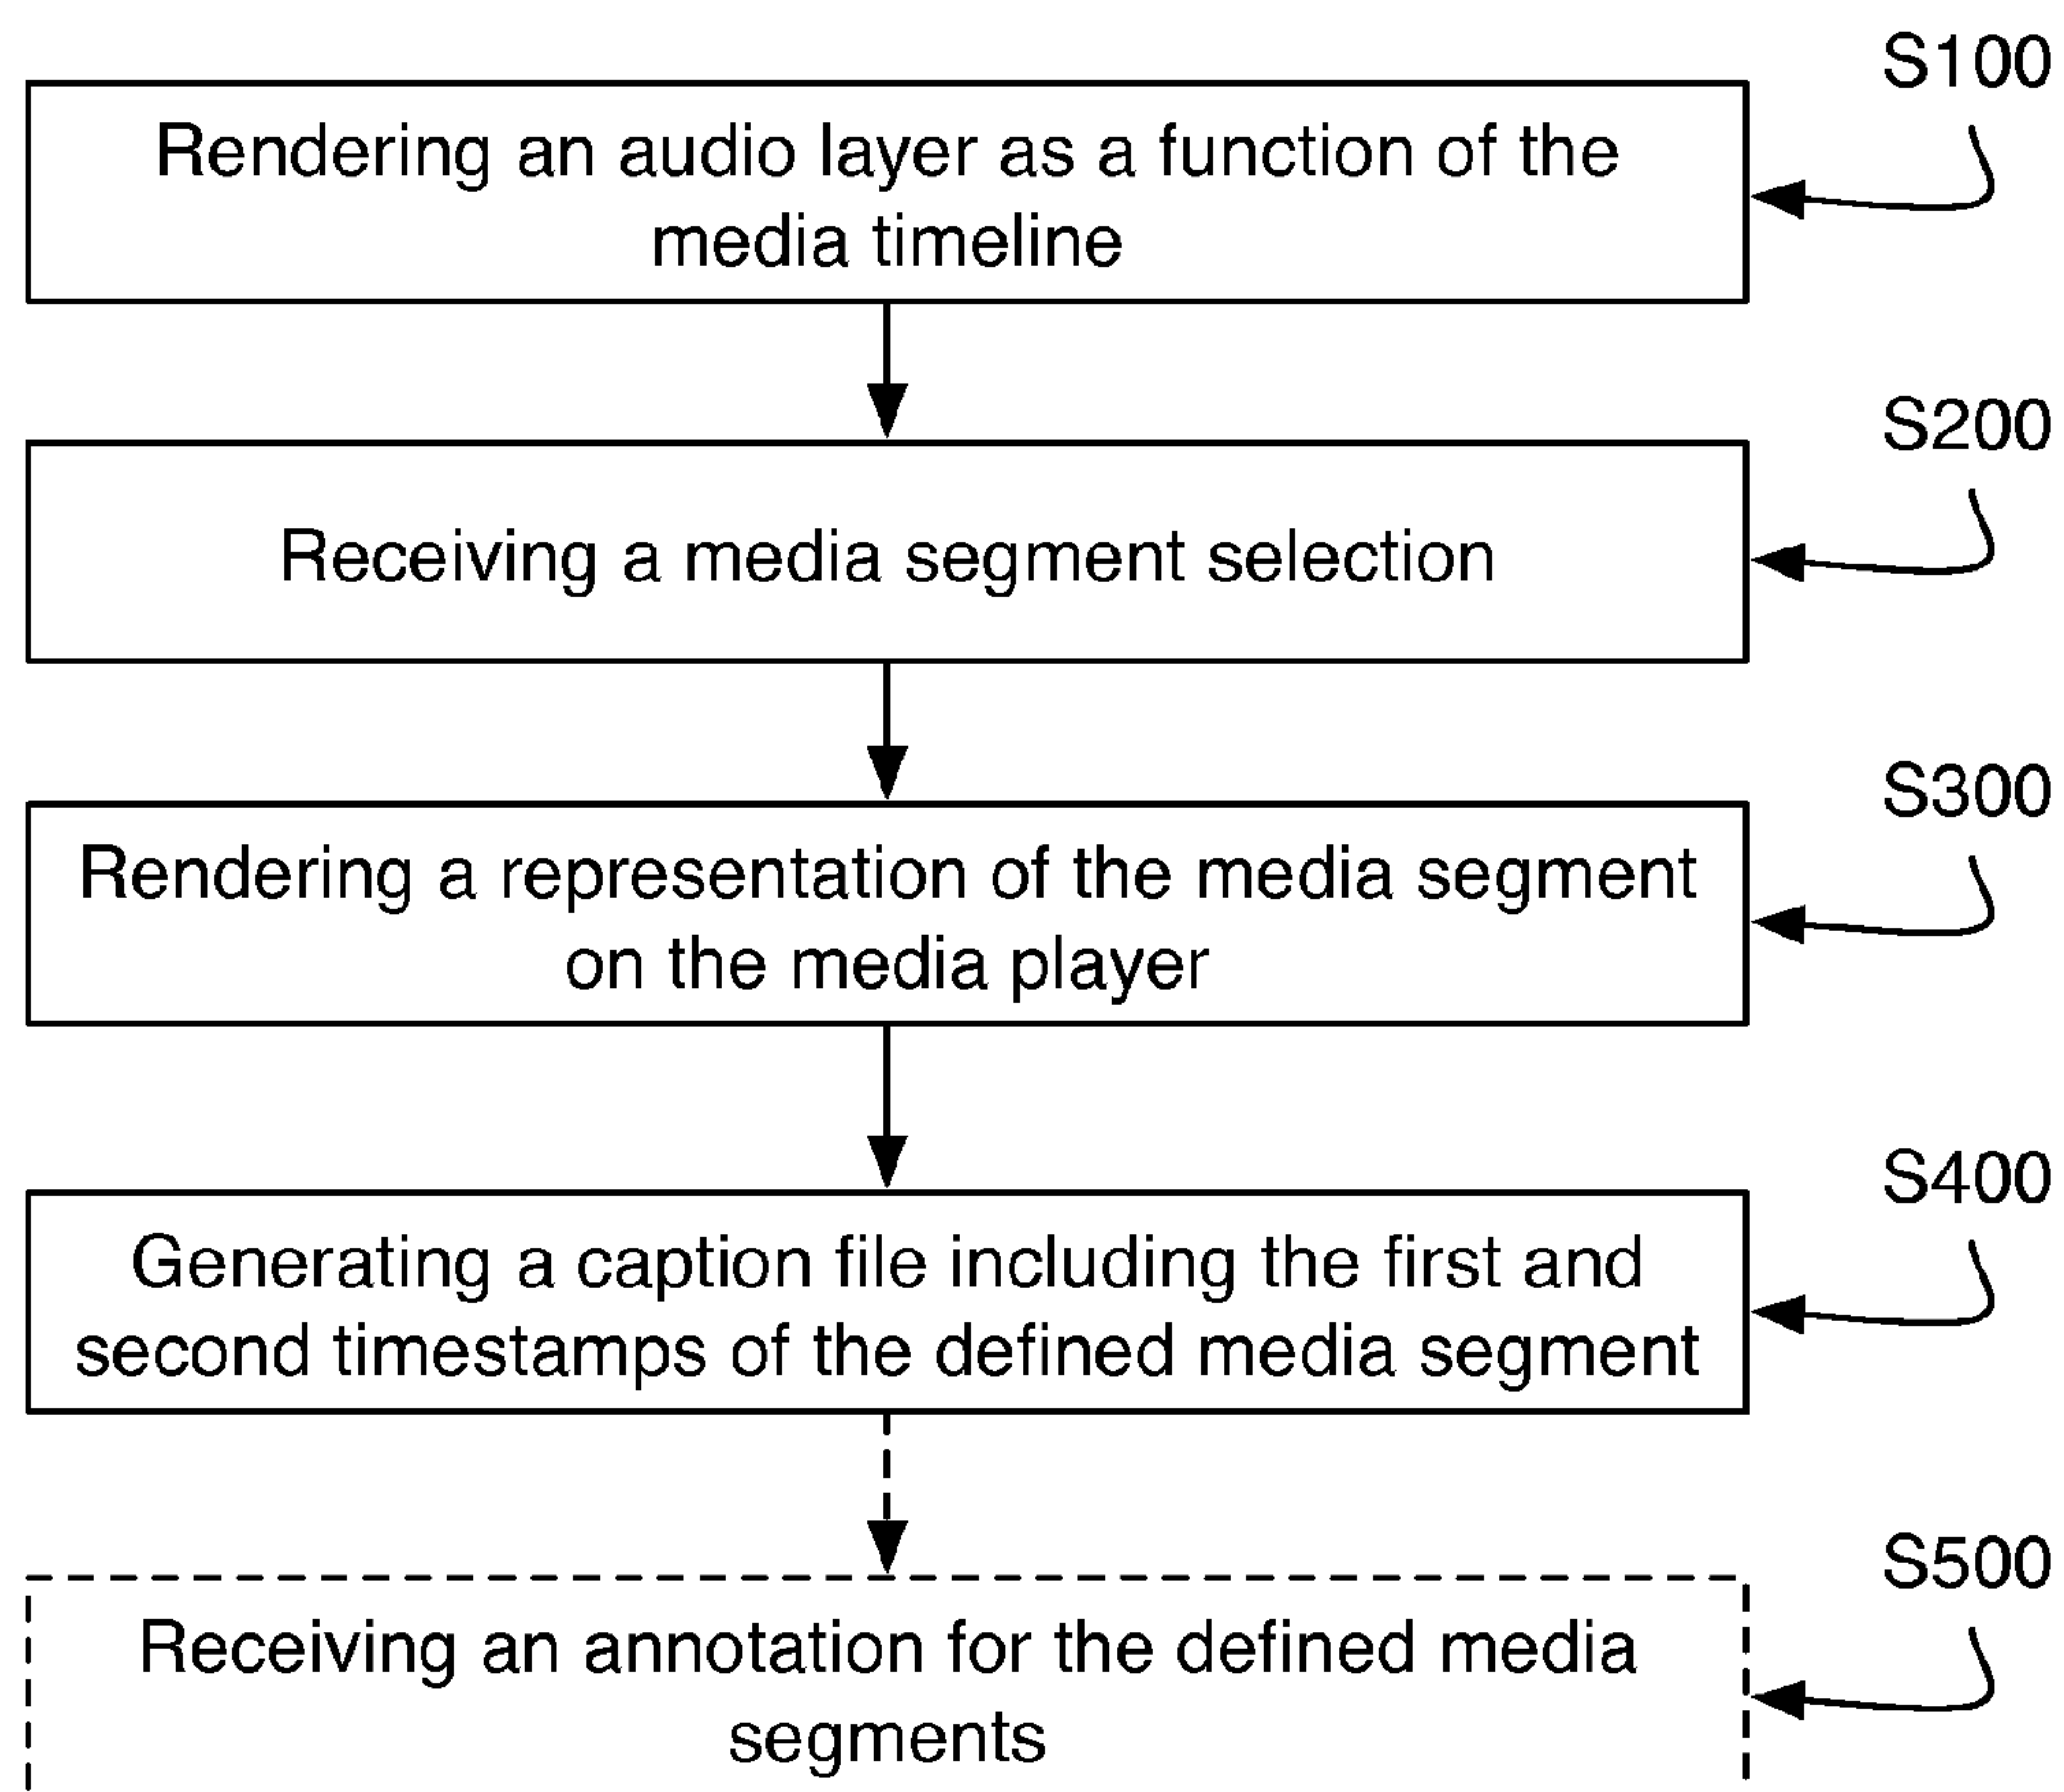 S100
Rendering an audio layer as a function of the
media timeline
S200
Receiving a media segment selection
S300
Rendering a representation of the media segment
on the media player
S400
Generating a caption file including the first and
second timestamps of the defined media segment
S500
Receiving an annotation for the defined media
segments